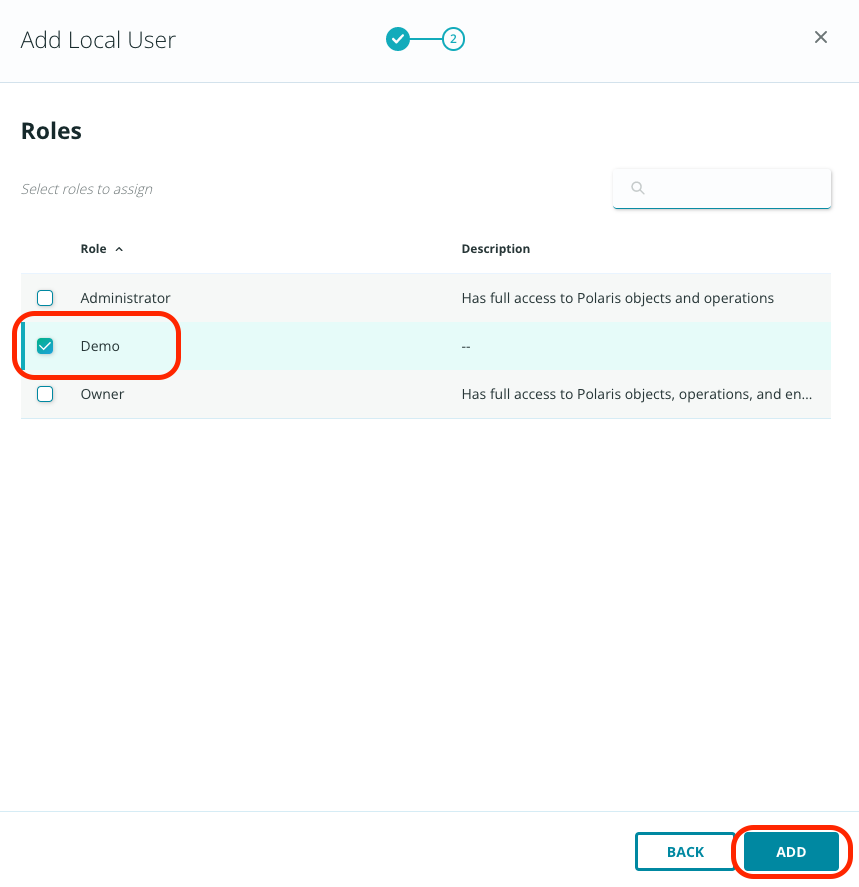 Add Local User
2
Roles
Select roles to assign
Role Description
Administrator Has full access to Polaris objects and operations
Demo --
Owner Has full access to Polaris objects, operations, and en...
BACK ADD